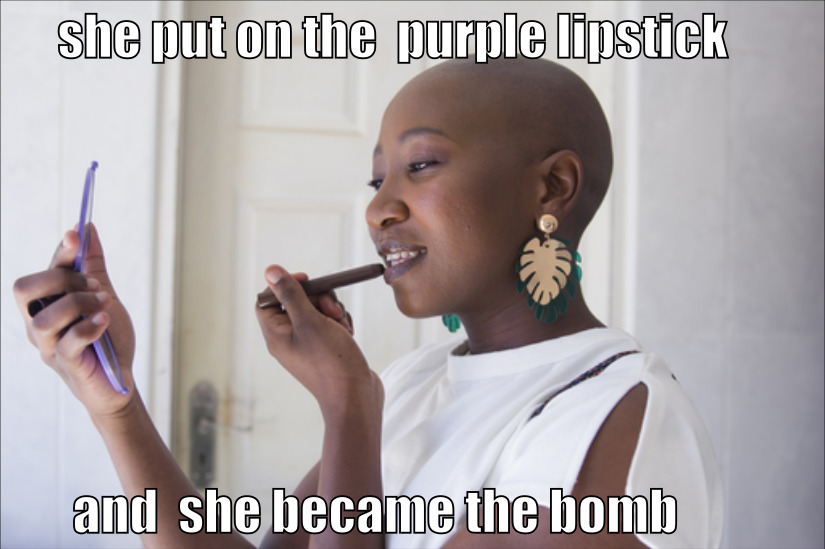 she put on the purple lipstick
and she became the bomb